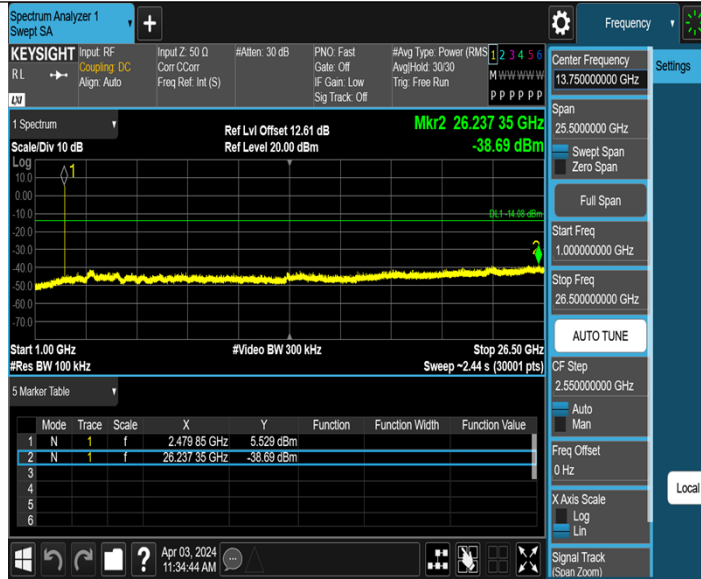 Spectrum Analyzer 1
Swept SA
+
Frequency
KEYSIGHT
RL
LXI
Input: RF
Coupling: DC
Align: Auto
Input Z: 50 Ω
Corr CCorr
Freq Ref: Int (S)
#Atten: 30 dB
PNO: Fast
Gate: Off
IF Gain: Low
Sig Track: Off
#Avg Type: Power (RMS
Avg|Hold: 30/30
Trig: Free Run
1 2 3 4 5 6
M W W W W W
P P P P P P
Center Frequency
13.750000000 GHz
Settings
Span
25.5000000 GHz
Swept Span
Zero Span
Full Span
Start Freq
1.000000000 GHz
Stop Freq
26.500000000 GHz
AUTO TUNE
CF Step
2.550000000 GHz
Auto
Man
Freq Offset
0 Hz
X Axis Scale
Log
Lin
Signal Track
(Span Zoom)
Local
1 Spectrum
Scale/Div 10 dB
Ref Lvl Offset 12.61 dB
Ref Level 20.00 dBm
Mkr2 26.237 35 GHz
-38.69 dBm
Log
10.0
0.00
-10.0
-20.0
-30.0
-40.0
-50.0
-60.0
-70.0
1
DL1 -14.08 dBm
2
Start 1.00 GHz
#Res BW 100 kHz
#Video BW 300 kHz
Stop 26.50 GHz
Sweep ~2.44 s (30001 pts)
5 Marker Table
Mode Trace Scale X Y Function Function Width Function Value
1 N 1 f 2.479 85 GHz 5.529 dBm
2 N 1 f 26.237 35 GHz -38.69 dBm
3
4
5
6
?
Apr 03, 2024
11:34:44 AM